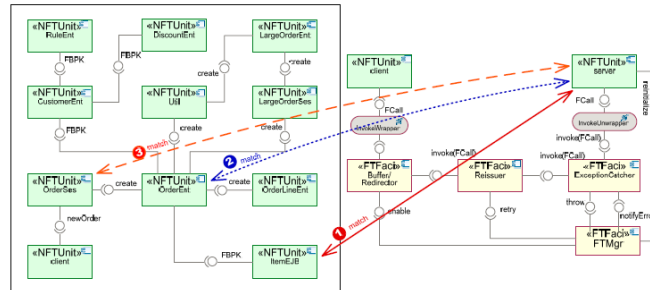 «NFTUnit»
RuleEnt
«NFTUnit»
DiscountEnt
«NFTUnit»
LargeOrderEnt
FBPK
FBPK
create
create
«NFTUnit»
CustomerEnt
«NFTUnit»
Util
«NFTUnit»
LargeOrderSes
FBPK
create
create
3 match
2 match
«NFTUnit»
OrderSes
create
«NFTUnit»
OrderEnt
create
«NFTUnit»
OrderLineEnt
newOrder
«NFTUnit»
client
FBPK
«NFTUnit»
ItemEJB
1 match
«NFTUnit»
client
«NFTUnit»
server
FCall
FCall
reinitialize
InvokeWrapper
InvokeUnwrapper
invoke(FCall)
invoke(FCall)
invoke(FCall)
«FTFaci
Buffer/
Redirector
«FTFaci
Reissuer
«FTFaci
ExceptionCatcher
enable
retry
throw
notifyErro
«FTFaci
FTMgr